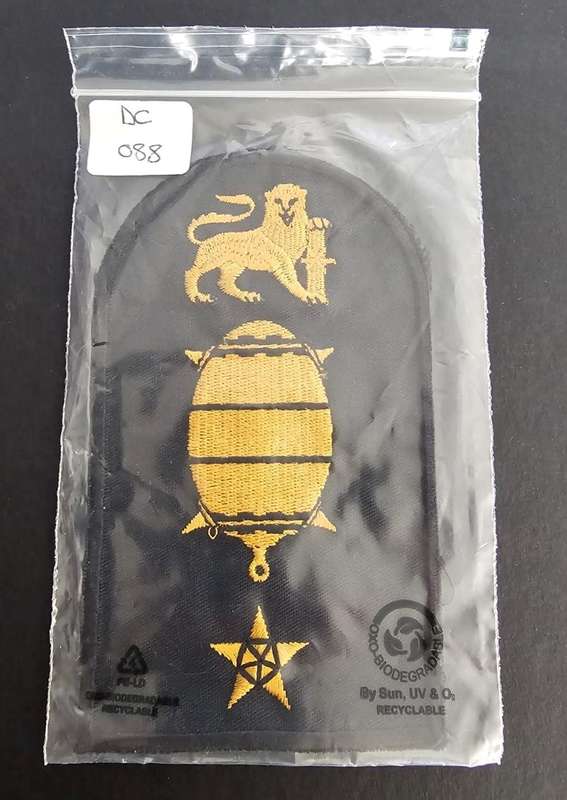 DC
088
OXO-BIODEGRADABLE
By Sun, UV & O₂
RECYCLABLE
PE-LD
OXO-BIODEGRADABLE
RECYCLABLE